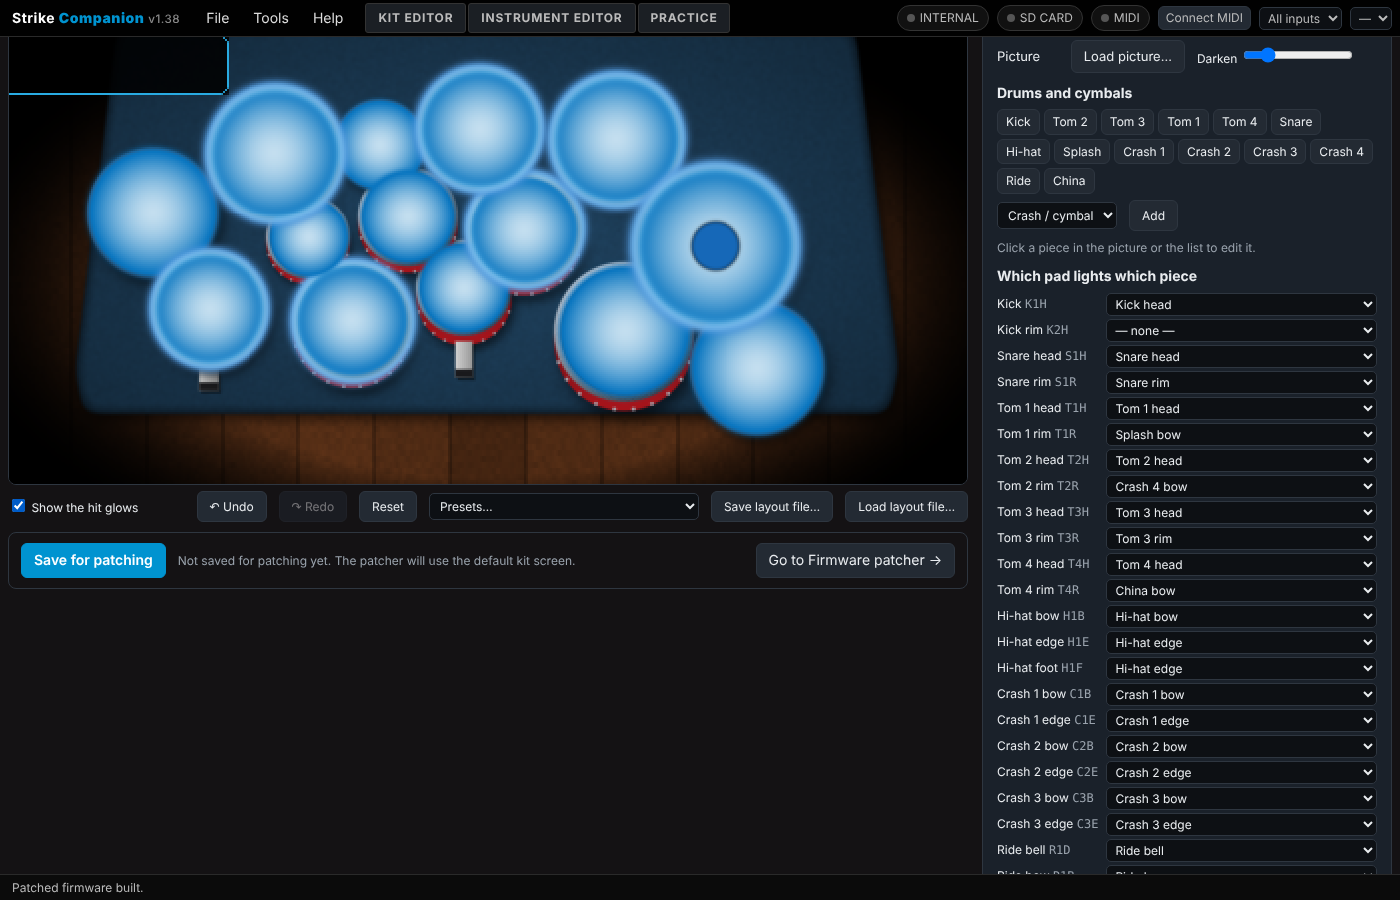 Strike Companion v1.38 File Tools Help KIT EDITOR INSTRUMENT EDITOR PRACTICE INTERNAL SD CARD MIDI Connect MIDI All inputs —
Picture Load picture... Darken
Drums and cymbals
Kick Tom 2 Tom 3 Tom 1 Tom 4 Snare
Hi-hat Splash Crash 1 Crash 2 Crash 3 Crash 4
Ride China
Crash / cymbal Add
Click a piece in the picture or the list to edit it.
Which pad lights which piece
Kick K1H Kick head
Kick rim K2H — none —
Snare head S1H Snare head
Snare rim S1R Snare rim
Tom 1 head T1H Tom 1 head
Tom 1 rim T1R Splash bow
Tom 2 head T2H Tom 2 head
Tom 2 rim T2R Crash 4 bow
Tom 3 head T3H Tom 3 head
Tom 3 rim T3R Tom 3 rim
Tom 4 head T4H Tom 4 head
Tom 4 rim T4R China bow
Hi-hat bow H1B Hi-hat bow
Hi-hat edge H1E Hi-hat edge
Hi-hat foot H1F Hi-hat edge
Crash 1 bow C1B Crash 1 bow
Crash 1 edge C1E Crash 1 edge
Crash 2 bow C2B Crash 2 bow
Crash 2 edge C2E Crash 2 edge
Crash 3 bow C3B Crash 3 bow
Crash 3 edge C3E Crash 3 edge
Ride bell R1D Ride bell
Show the hit glows ↶ Undo ↷ Redo Reset Presets... Save layout file... Load layout file...
Save for patching Not saved for patching yet. The patcher will use the default kit screen. Go to Firmware patcher →
Patched firmware built.